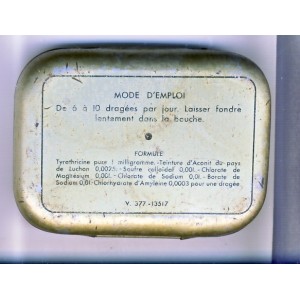 MODE D'EMPLOI
De 6 à 10 dragées par jour. Laisser fondre
lentement dans la bouche.
FORMULE
Tyrothricine pure 1 milligramme -Teinture d'Aconit du pays
de Luchon 0,0025- Soufre colloïdal 0,001.- Chlorate de
Magnésium 0,001.- Chlorate de Sodium 0,01.- Borate de
Sodium 0,01- Chlorhydrate d'Amyleine 0,0003 pour une dragée
V. 377 -13517